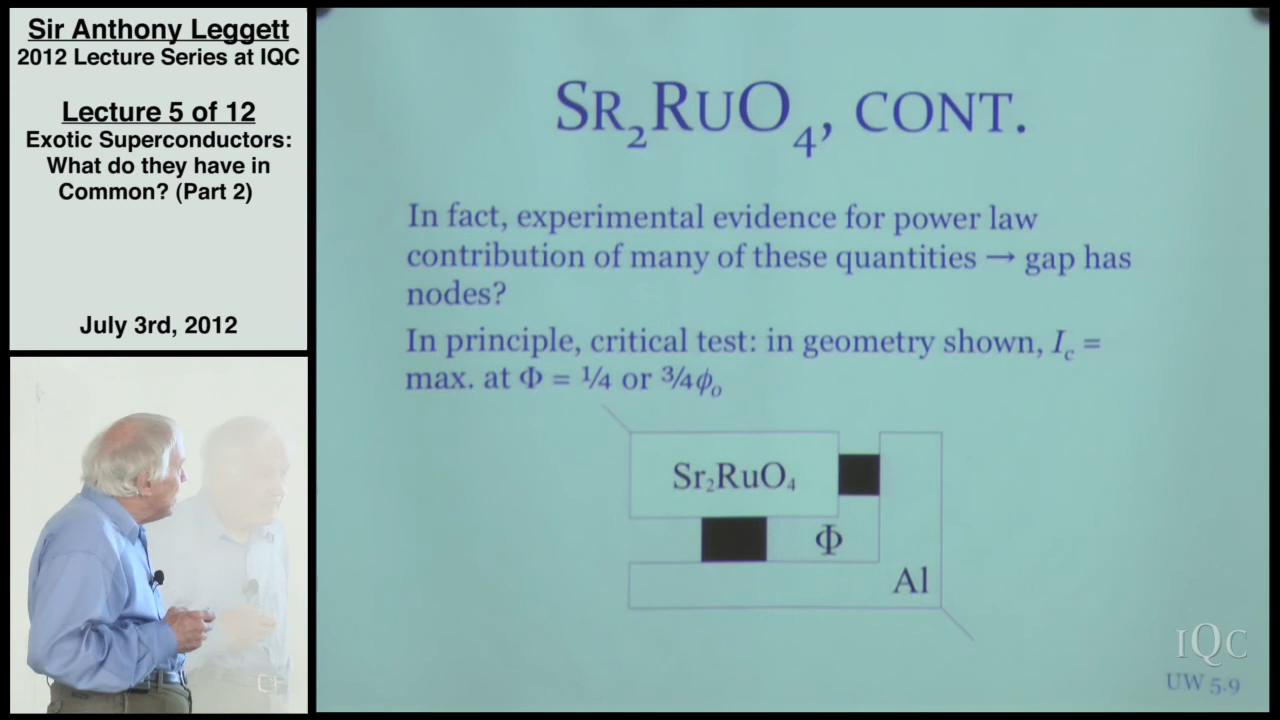 Sir Anthony Leggett
2012 Lecture Series at IQC
Lecture 5 of 12
Exotic Superconductors:
What do they have in
Common? (Part 2)
July 3rd, 2012
SR₂RUO₄, CONT.
In fact, experimental evidence for power law
contribution of many of these quantities → gap has
nodes?
In principle, critical test: in geometry shown, I_c =
max. at Φ = ¼ or ¾ϕ₀
Sr₂RuO₄
Φ
Al
IQC
UW 5.9